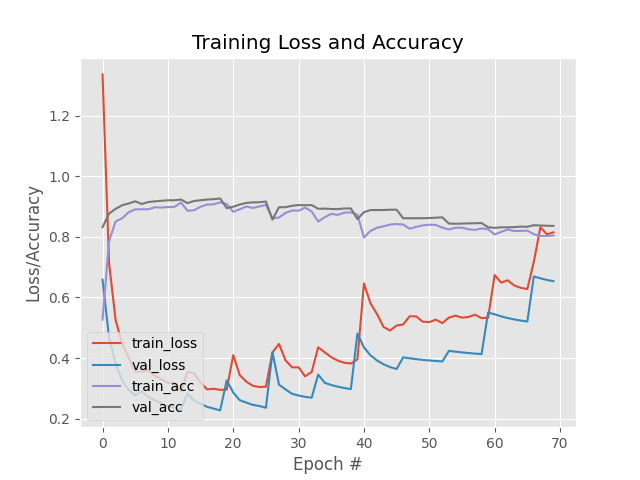 Training Loss and Accuracy
Loss/Accuracy
1.2
1.0
0.8
0.6
0.4
0.2
train_loss
val_loss
train_acc
val_acc
0 10 20 30 40 50 60 70
Epoch #